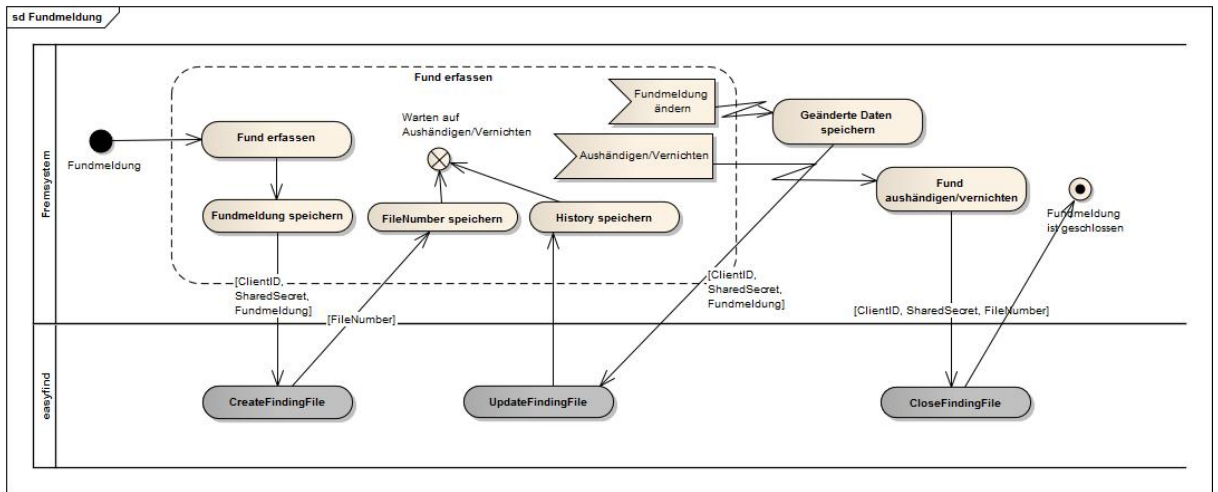 sd Fundmeldung
Fremsystem
Fund erfassen
Fundmeldung
ändern
Geänderte Daten
speichern
Warten auf
Aushändigen/Vernichten
Fund erfassen
Fundmeldung
Aushändigen/Vernichten
Fund
aushändigen/vernichten
Fundmeldung speichern
FileNumber speichern
History speichern
Fundmeldung
ist geschlossen
[ClientID,
SharedSecret,
Fundmeldung]
[FileNumber]
[ClientID,
SharedSecret,
Fundmeldung]
[ClientID, SharedSecret, FileNumber]
easyfind
CreateFindingFile
UpdateFindingFile
CloseFindingFile